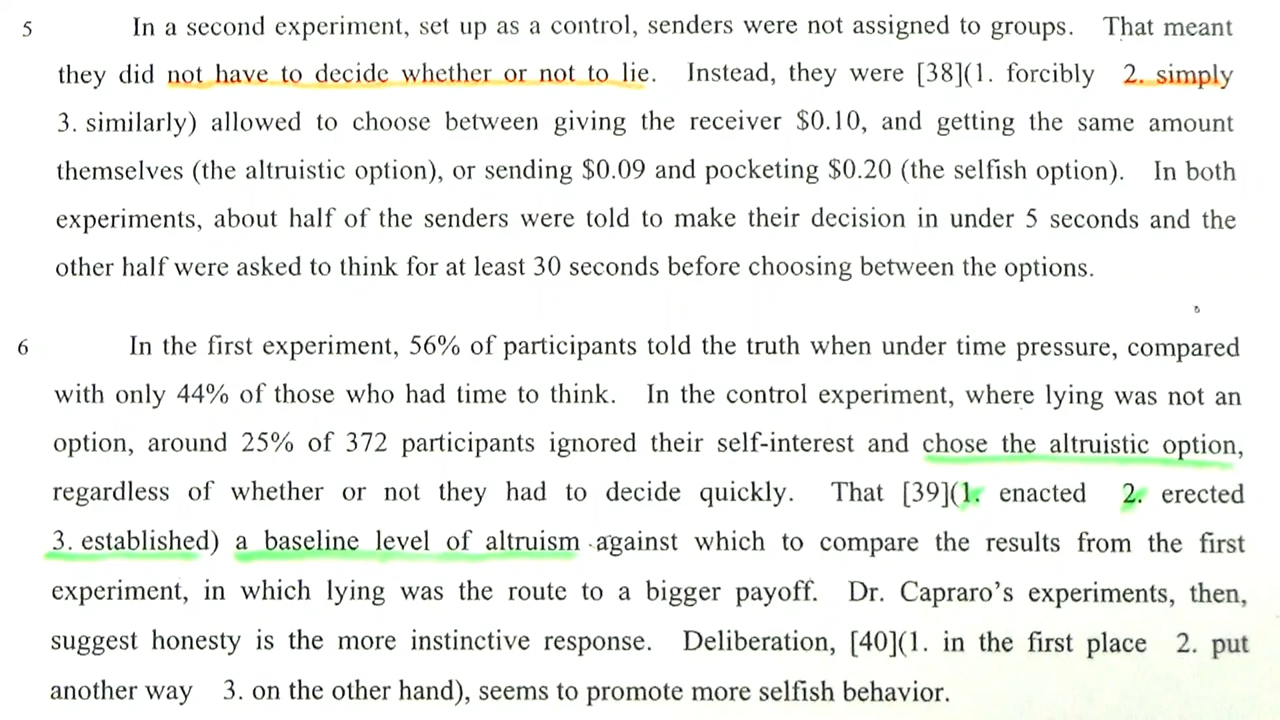 5 In a second experiment, set up as a control, senders were not assigned to groups. That meant
they did not have to decide whether or not to lie. Instead, they were [38](1. forcibly 2. simply
3. similarly) allowed to choose between giving the receiver $0.10, and getting the same amount
themselves (the altruistic option), or sending $0.09 and pocketing $0.20 (the selfish option). In both
experiments, about half of the senders were told to make their decision in under 5 seconds and the
other half were asked to think for at least 30 seconds before choosing between the options.
6 In the first experiment, 56% of participants told the truth when under time pressure, compared
with only 44% of those who had time to think. In the control experiment, where lying was not an
option, around 25% of 372 participants ignored their self-interest and chose the altruistic option,
regardless of whether or not they had to decide quickly. That [39](1. enacted 2. erected
3. established) a baseline level of altruism against which to compare the results from the first
experiment, in which lying was the route to a bigger payoff. Dr. Capraro's experiments, then,
suggest honesty is the more instinctive response. Deliberation, [40](1. in the first place 2. put
another way 3. on the other hand), seems to promote more selfish behavior.